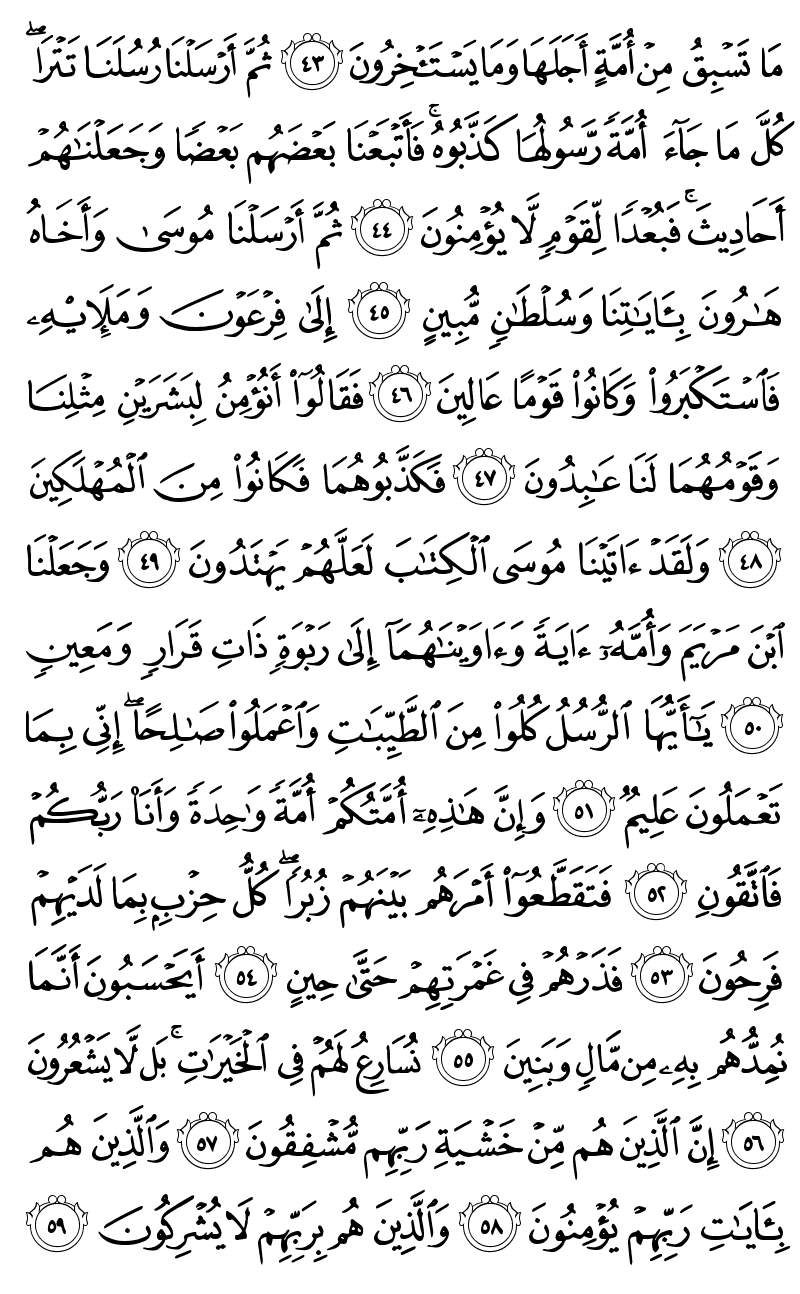 مَا تَسۡبِقُ مِنۡ أُمَّةٍ أَجَلَهَا وَمَا يَسۡتَـٔۡخِرُونَ ٤٣ ثُمَّ أَرۡسَلۡنَا رُسُلَنَا تَتۡرَاۖ
كُلَّ مَا جَآءَ أُمَّةٗ رَّسُولُهَا كَذَّبُوهُۚ فَأَتۡبَعۡنَا بَعۡضَهُم بَعۡضٗا وَجَعَلۡنَٰهُمۡ
أَحَادِيثَۚ فَبُعۡدٗا لِّقَوۡمٖ لَّا يُؤۡمِنُونَ ٤٤ ثُمَّ أَرۡسَلۡنَا مُوسَىٰ وَأَخَاهُ
هَٰرُونَ بِـَٔايَٰتِنَا وَسُلۡطَٰنٖ مُّبِينٍ ٤٥ إِلَىٰ فِرۡعَوۡنَ وَمَلَإِيْهِۦ
فَٱسۡتَكۡبَرُواْ وَكَانُواْ قَوۡمًا عَالِينَ ٤٦ فَقَالُوٓاْ أَنُؤۡمِنُ لِبَشَرَيۡنِ مِثۡلِنَا
وَقَوۡمُهُمَا لَنَا عَٰبِدُونَ ٤٧ فَكَذَّبُوهُمَا فَكَانُواْ مِنَ ٱلۡمُهۡلَكِينَ
٤٨ وَلَقَدۡ ءَاتَيۡنَا مُوسَى ٱلۡكِتَٰبَ لَعَلَّهُمۡ يَهۡتَدُونَ ٤٩ وَجَعَلۡنَا
ٱبۡنَ مَرۡيَمَ وَأُمَّهُۥٓ ءَايَةٗ وَءَاوَيۡنَٰهُمَآ إِلَىٰ رَبۡوَةٖ ذَاتِ قَرَارٖ وَمَعِينٖ
٥٠ يَٰٓأَيُّهَا ٱلرُّسُلُ كُلُواْ مِنَ ٱلطَّيِّبَٰتِ وَٱعۡمَلُواْ صَٰلِحًاۖ إِنِّي بِمَا
تَعۡمَلُونَ عَلِيمٞ ٥١ وَإِنَّ هَٰذِهِۦٓ أُمَّتُكُمۡ أُمَّةٗ وَٰحِدَةٗ وَأَنَا۠ رَبُّكُمۡ
فَٱتَّقُونِ ٥٢ فَتَقَطَّعُوٓاْ أَمۡرَهُم بَيۡنَهُمۡ زُبُرٗاۖ كُلُّ حِزۡبِۭ بِمَا لَدَيۡهِمۡ
فَرِحُونَ ٥٣ فَذَرۡهُمۡ فِي غَمۡرَتِهِمۡ حَتَّىٰ حِينٍ ٥٤ أَيَحۡسَبُونَ أَنَّمَا
نُمِدُّهُم بِهِۦ مِن مَّالٖ وَبَنِينَ ٥٥ نُسَارِعُ لَهُمۡ فِي ٱلۡخَيۡرَٰتِۚ بَل لَّا يَشۡعُرُونَ
٥٦ إِنَّ ٱلَّذِينَ هُم مِّنۡ خَشۡيَةِ رَبِّهِم مُّشۡفِقُونَ ٥٧ وَٱلَّذِينَ هُم
بِـَٔايَٰتِ رَبِّهِمۡ يُؤۡمِنُونَ ٥٨ وَٱلَّذِينَ هُم بِرَبِّهِمۡ لَا يُشۡرِكُونَ ٥٩